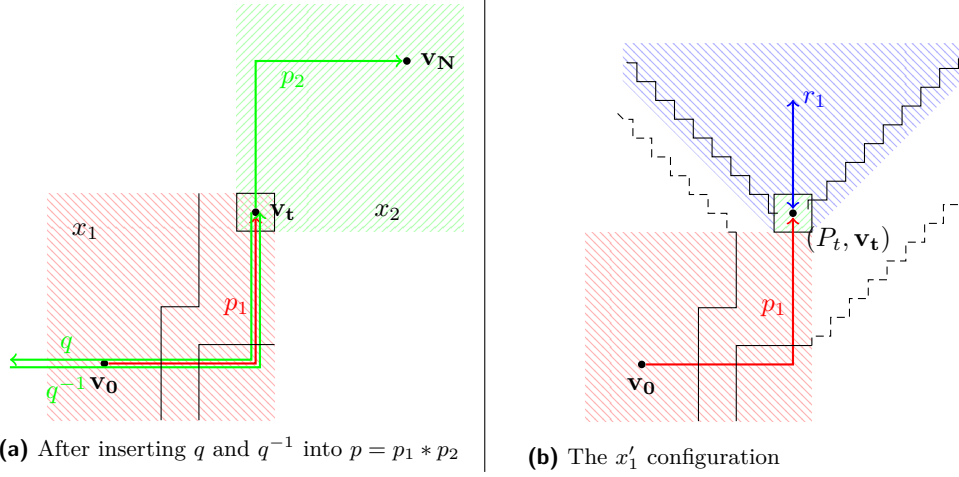 v_N
p_2
v_t
x_2
x_1
p_1
q
q^{-1}
v_0
(a) After inserting q and q^{-1} into p = p_1 * p_2
r_1
(P_t, v_t)
p_1
v_0
(b) The x'_1 configuration